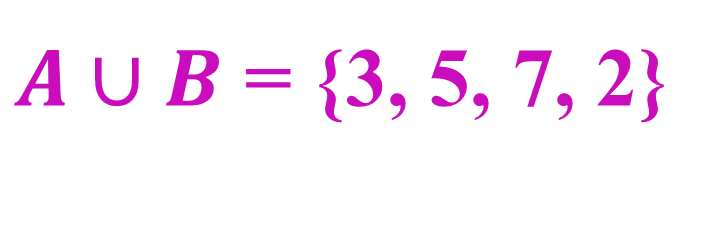 A ∪ B = {3, 5, 7, 2}